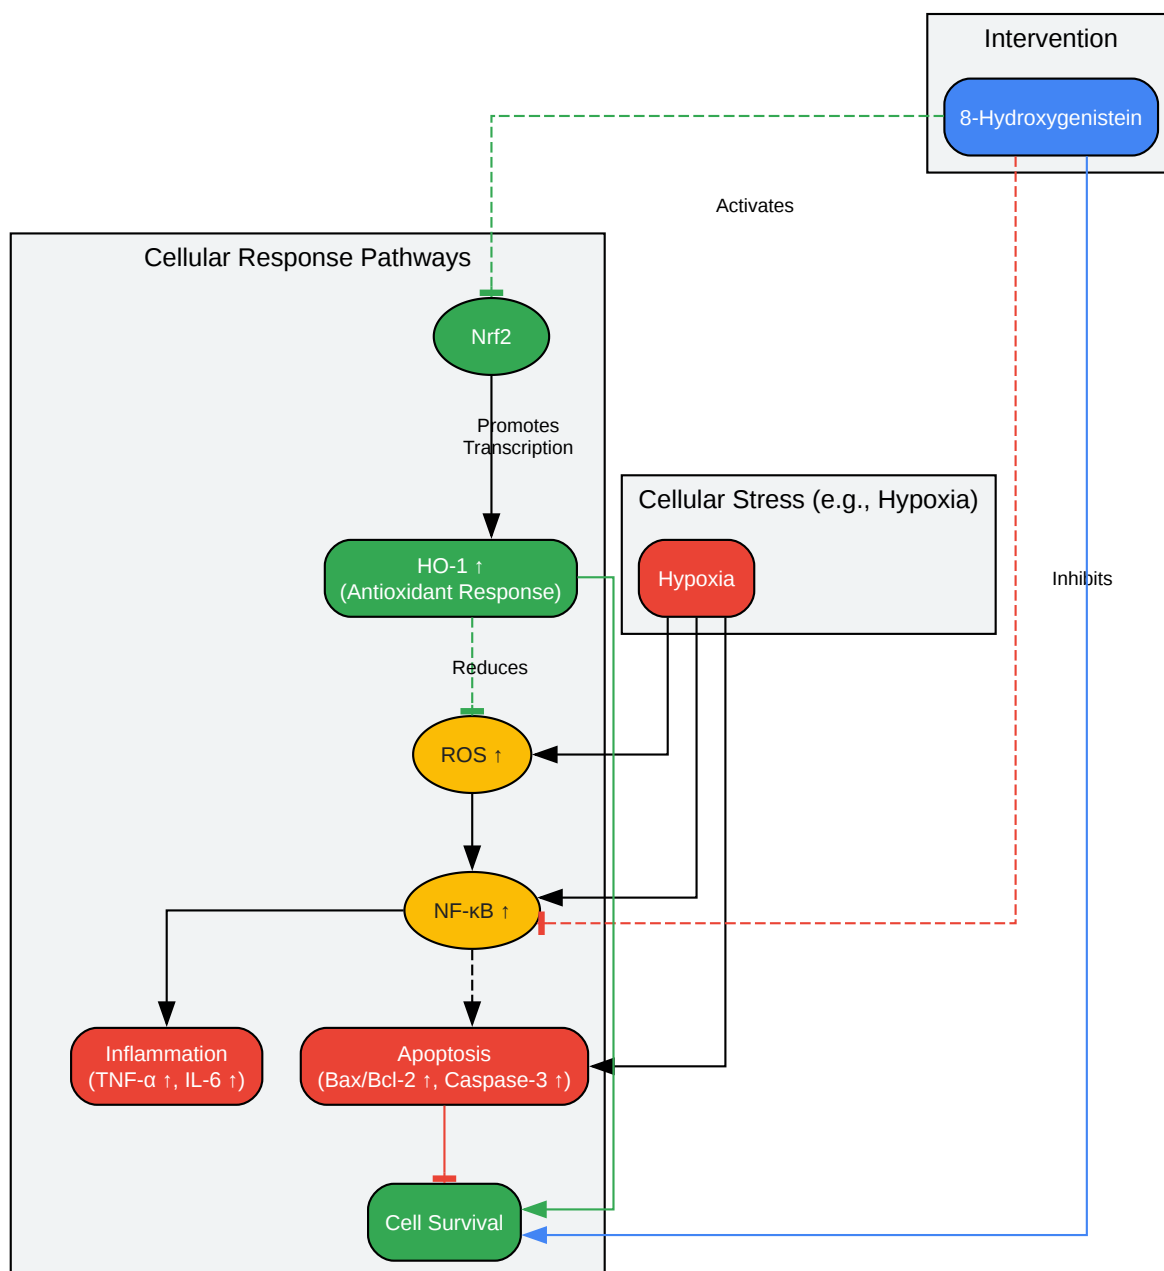 Intervention
8-Hydroxygenistein
Activates
Cellular Response Pathways
Nrf2
Promotes
Transcription
Cellular Stress (e.g., Hypoxia)
HO-1 ↑
(Antioxidant Response)
Hypoxia
Inhibits
Reduces
ROS ↑
NF-κB ↑
Inflammation
(TNF-α ↑, IL-6 ↑)
Apoptosis
(Bax/Bcl-2 ↑, Caspase-3 ↑)
Cell Survival